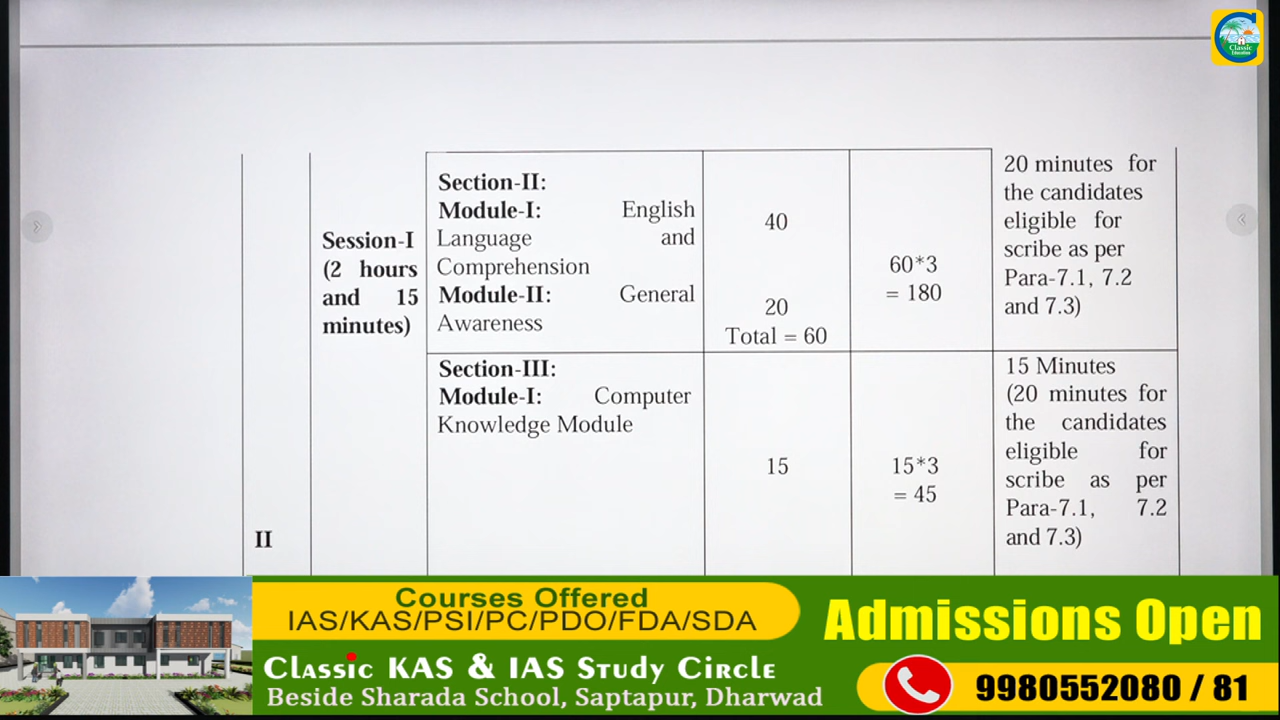 Classic
Education
Session-I
(2 hours
and 15
minutes)
II
Section-II:
Module-I: English
Language and
Comprehension
Module-II: General
Awareness
40
20
Total = 60
60*3
= 180
20 minutes for
the candidates
eligible for
scribe as per
Para-7.1, 7.2
and 7.3)
Section-III:
Module-I: Computer
Knowledge Module
15
15*3
= 45
15 Minutes
(20 minutes for
the candidates
eligible for
scribe as per
Para-7.1, 7.2
and 7.3)
Courses Offered
IAS/KAS/PSI/PC/PDO/FDA/SDA
Classic KAS & IAS Study Circle
Beside Sharada School, Saptapur, Dharwad
Admissions Open
9980552080 / 81